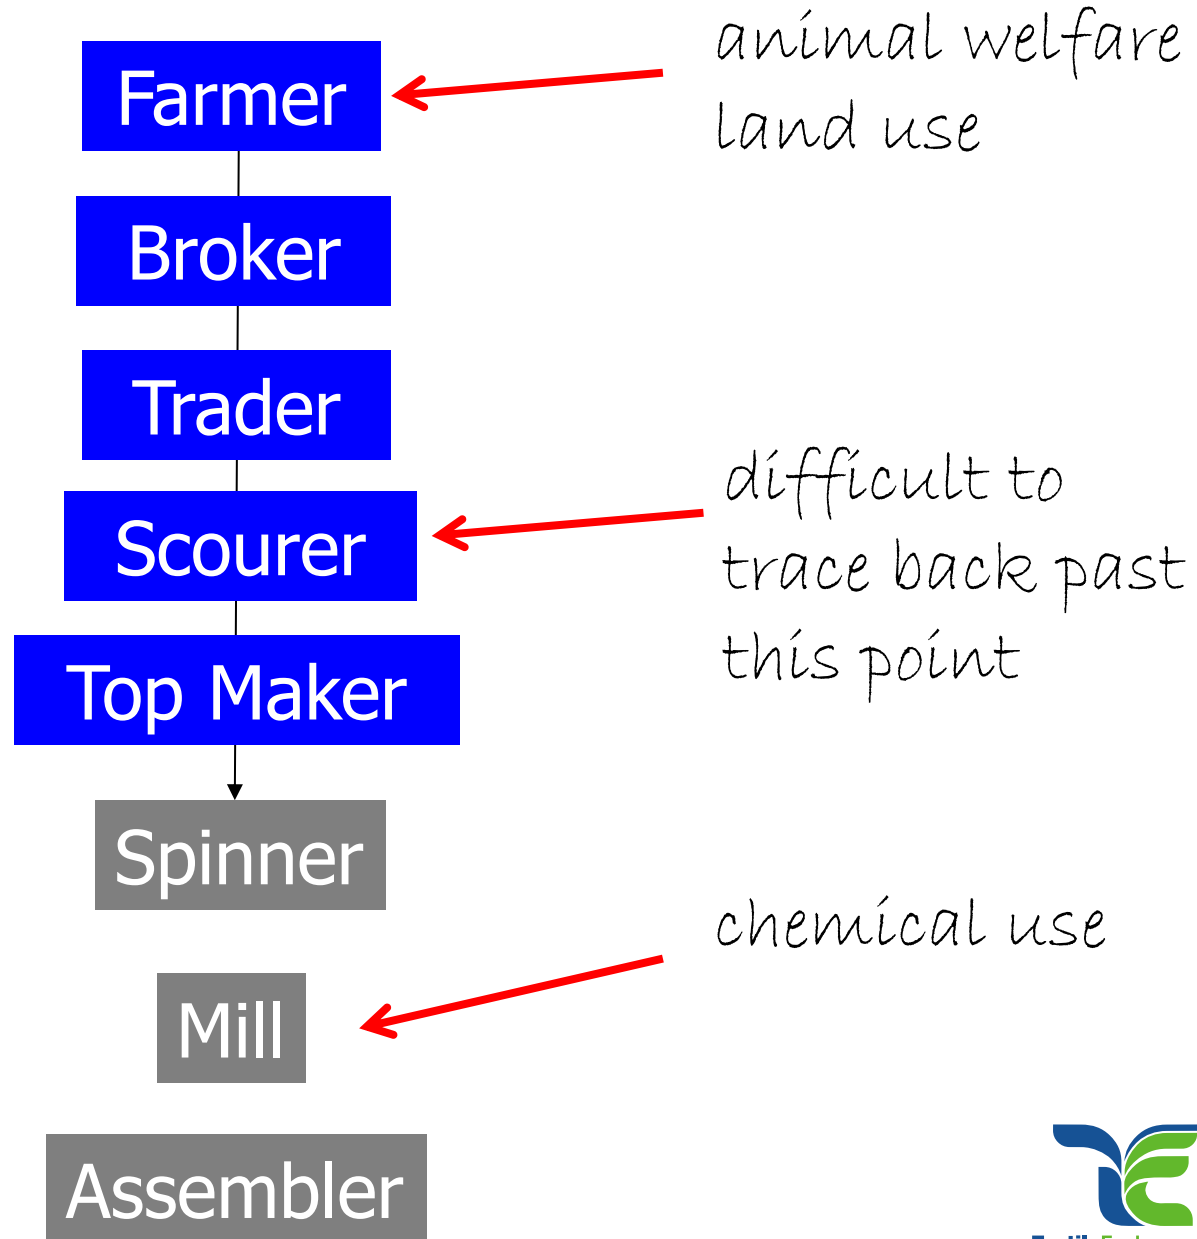 Farmer
animal welfare
land use
Broker
Trader
Scourer
difficult to
trace back past
this point
Top Maker
Spinner
chemical use
Mill
Assembler